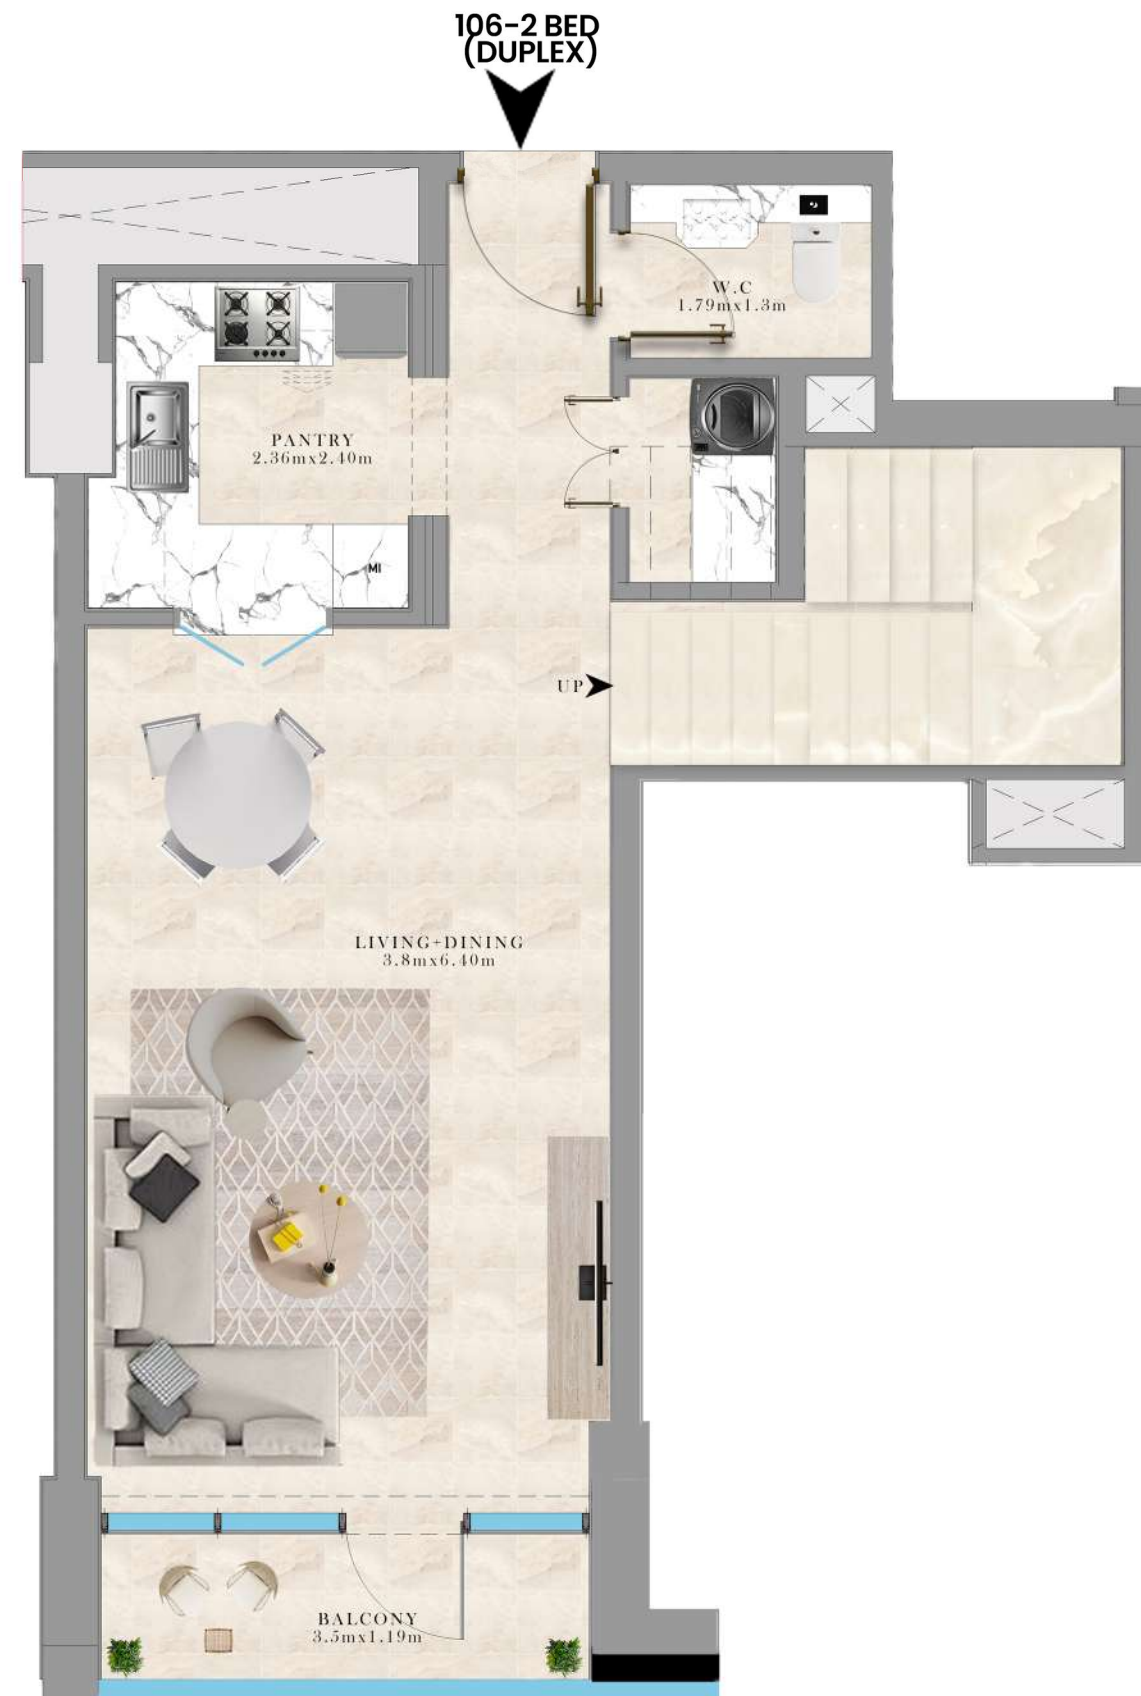 106-2 BED
(DUPLEX)
W.C
1.79mx1.3m
PANTRY
2.36mx2.40m
MI
UP
LIVING+DINING
3.8mx6.40m
BALCONY
3.5mx1.19m